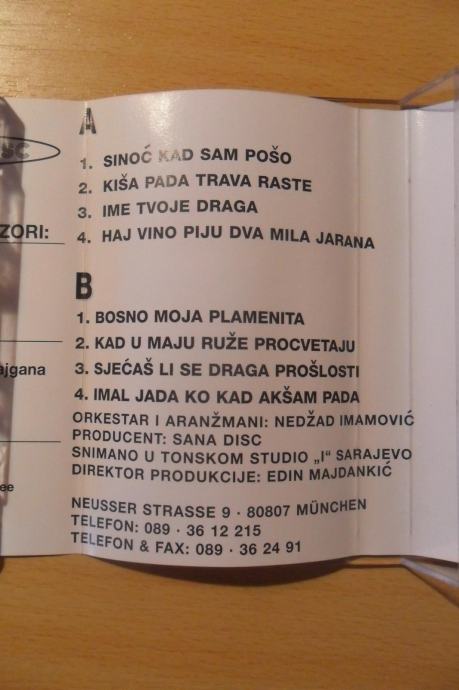 ZORI:
ajgana
ee
A
1. SINOĆ KAD SAM POŠO
2. KIŠA PADA TRAVA RASTE
3. IME TVOJE DRAGA
4. HAJ VINO PIJU DVA MILA JARANA
B
1. BOSNO MOJA PLAMENITA
2. KAD U MAJU RUŽE PROCVETAJU
3. SJEĆAŠ LI SE DRAGA PROŠLOSTI
4. IMAL JADA KO KAD AKŠAM PADA
ORKESTAR I ARANŽMANI: NEDŽAD IMAMOVIĆ
PRODUCENT: SANA DISC
SNIMANO U TONSKOM STUDIO „I“ SARAJEVO
DIREKTOR PRODUKCIJE: EDIN MAJDANKIĆ
NEUSSER STRASSE 9 · 80807 MÜNCHEN
TELEFON: 089 · 36 12 215
TELEFON & FAX: 089 · 36 24 91